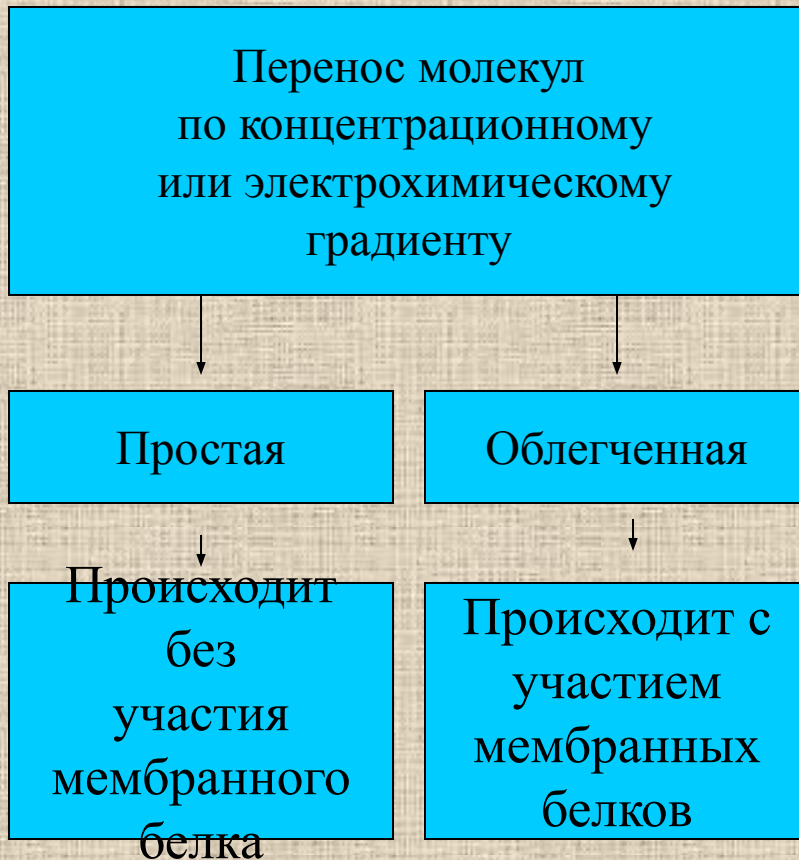 Перенос молекул
по концентрационному
или электрохимическому
градиенту
Простая
Облегченная
Происходит
без
участия
мембранного
белка
Происходит с
участием
мембранных
белков